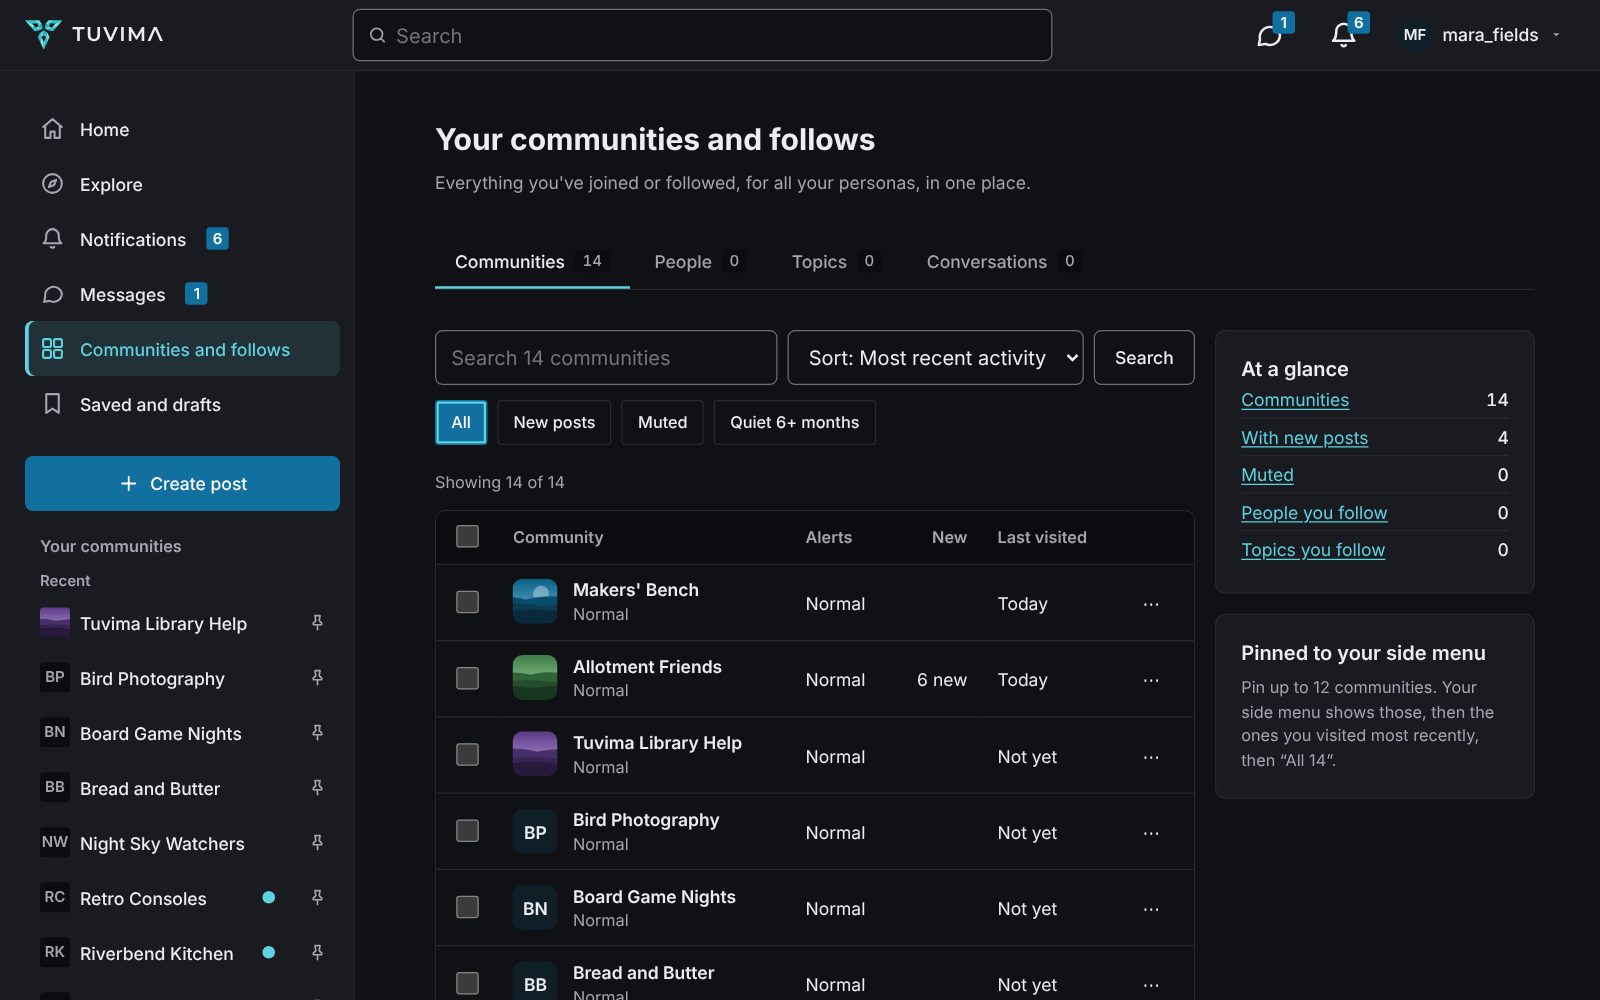 TUVIMA
Search
1
6
MF
mara_fields
Home
Explore
Notifications 6
Messages 1
Communities and follows
Saved and drafts
+ Create post
Your communities
Recent
Tuvima Library Help
BP Bird Photography
BN Board Game Nights
BB Bread and Butter
NW Night Sky Watchers
RC Retro Consoles
RK Riverbend Kitchen
Your communities and follows
Everything you've joined or followed, for all your personas, in one place.
Communities 14
People 0
Topics 0
Conversations 0
Search 14 communities
Sort: Most recent activity
Search
All
New posts
Muted
Quiet 6+ months
Showing 14 of 14
Community Alerts New Last visited
Makers' Bench
Normal
Normal Today ...
Allotment Friends
Normal
Normal 6 new Today ...
Tuvima Library Help
Normal
Normal Not yet ...
BP
Bird Photography
Normal
Normal Not yet ...
BN
Board Game Nights
Normal
Normal Not yet ...
BB
Bread and Butter
Normal
Normal Not yet ...
At a glance
Communities 14
With new posts 4
Muted 0
People you follow 0
Topics you follow 0
Pinned to your side menu
Pin up to 12 communities. Your
side menu shows those, then the
ones you visited most recently,
then “All 14”.